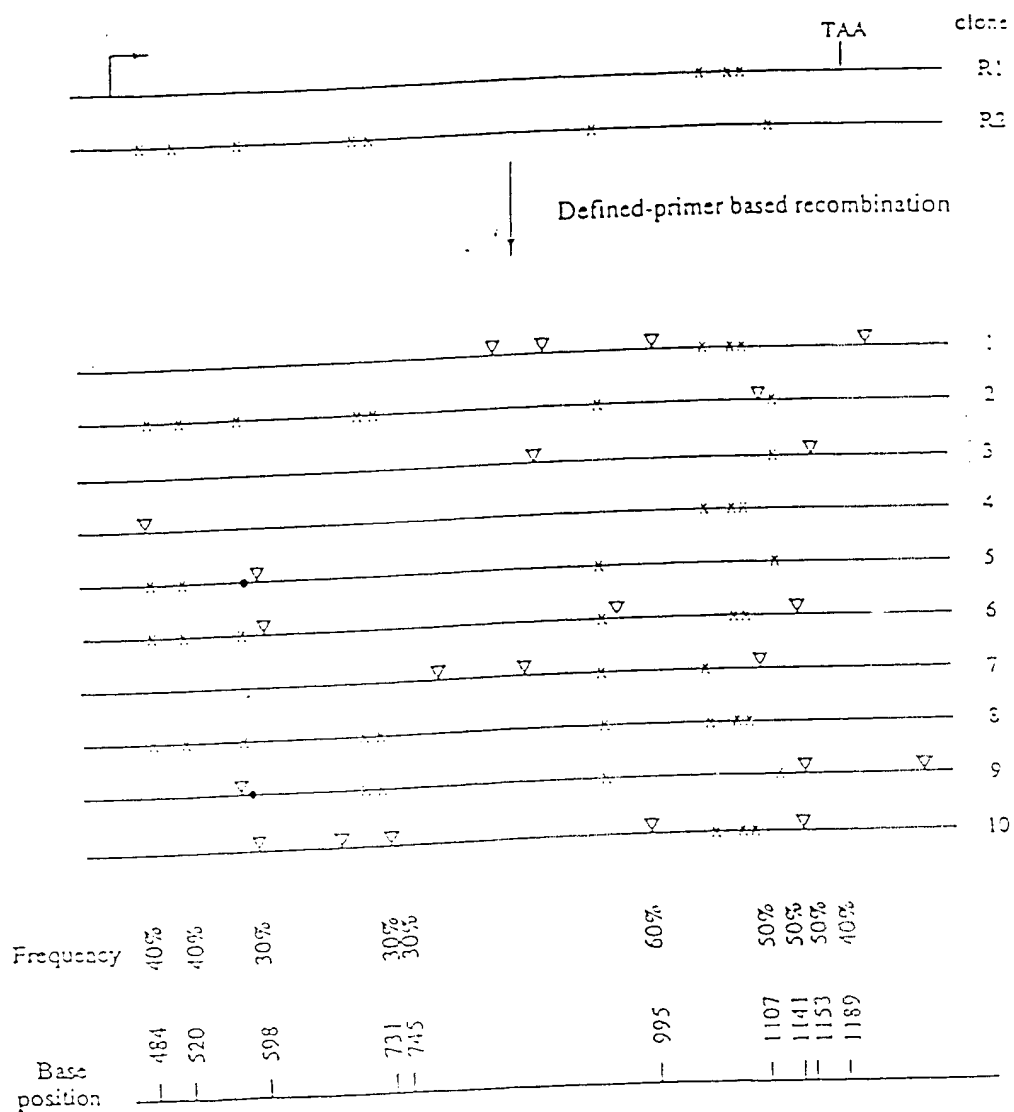 clone
TAA
R1
R2
Defined-primer based recombination
1
2
3
4
5
6
7
8
9
10
Frequency
40% 40% 30% 30% 30% 60% 50% 50% 50% 40%
484 520 598 731 745 995 1107 1141 1153 1189
Base
position